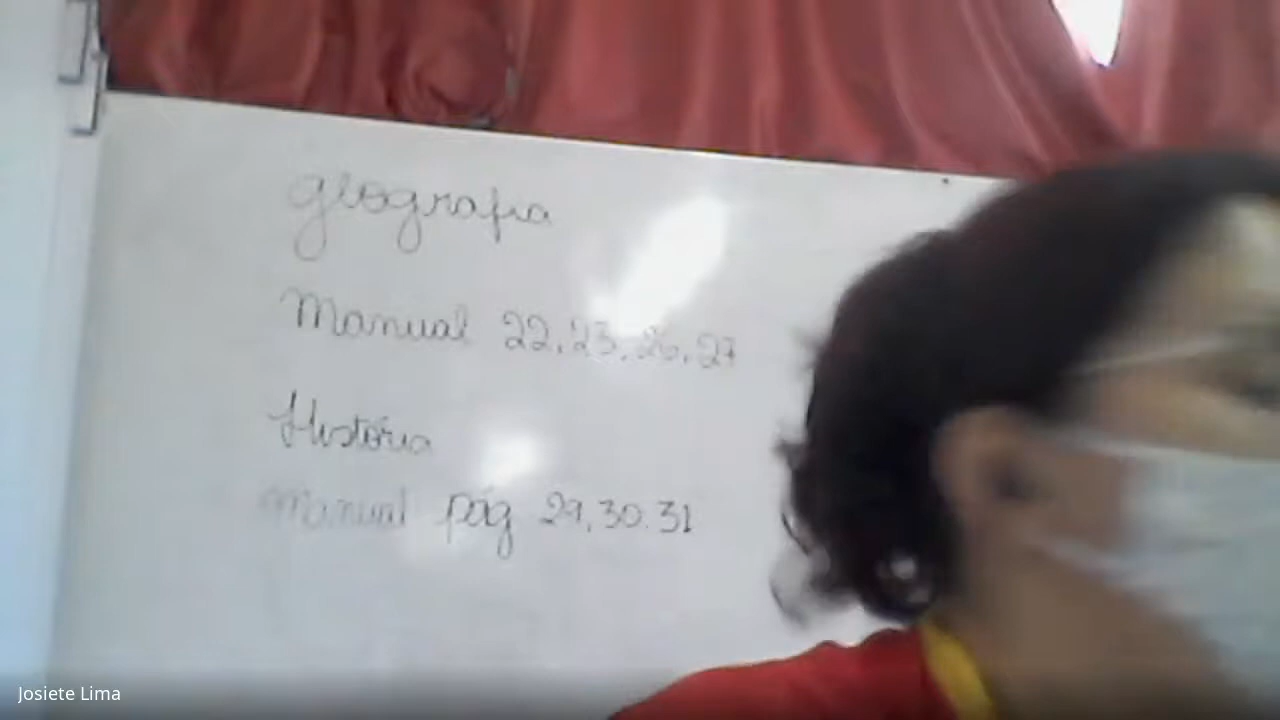 geografia
Manual 22, 23, 26, 27
História
Manual pág 29, 30. 31
Josiete Lima